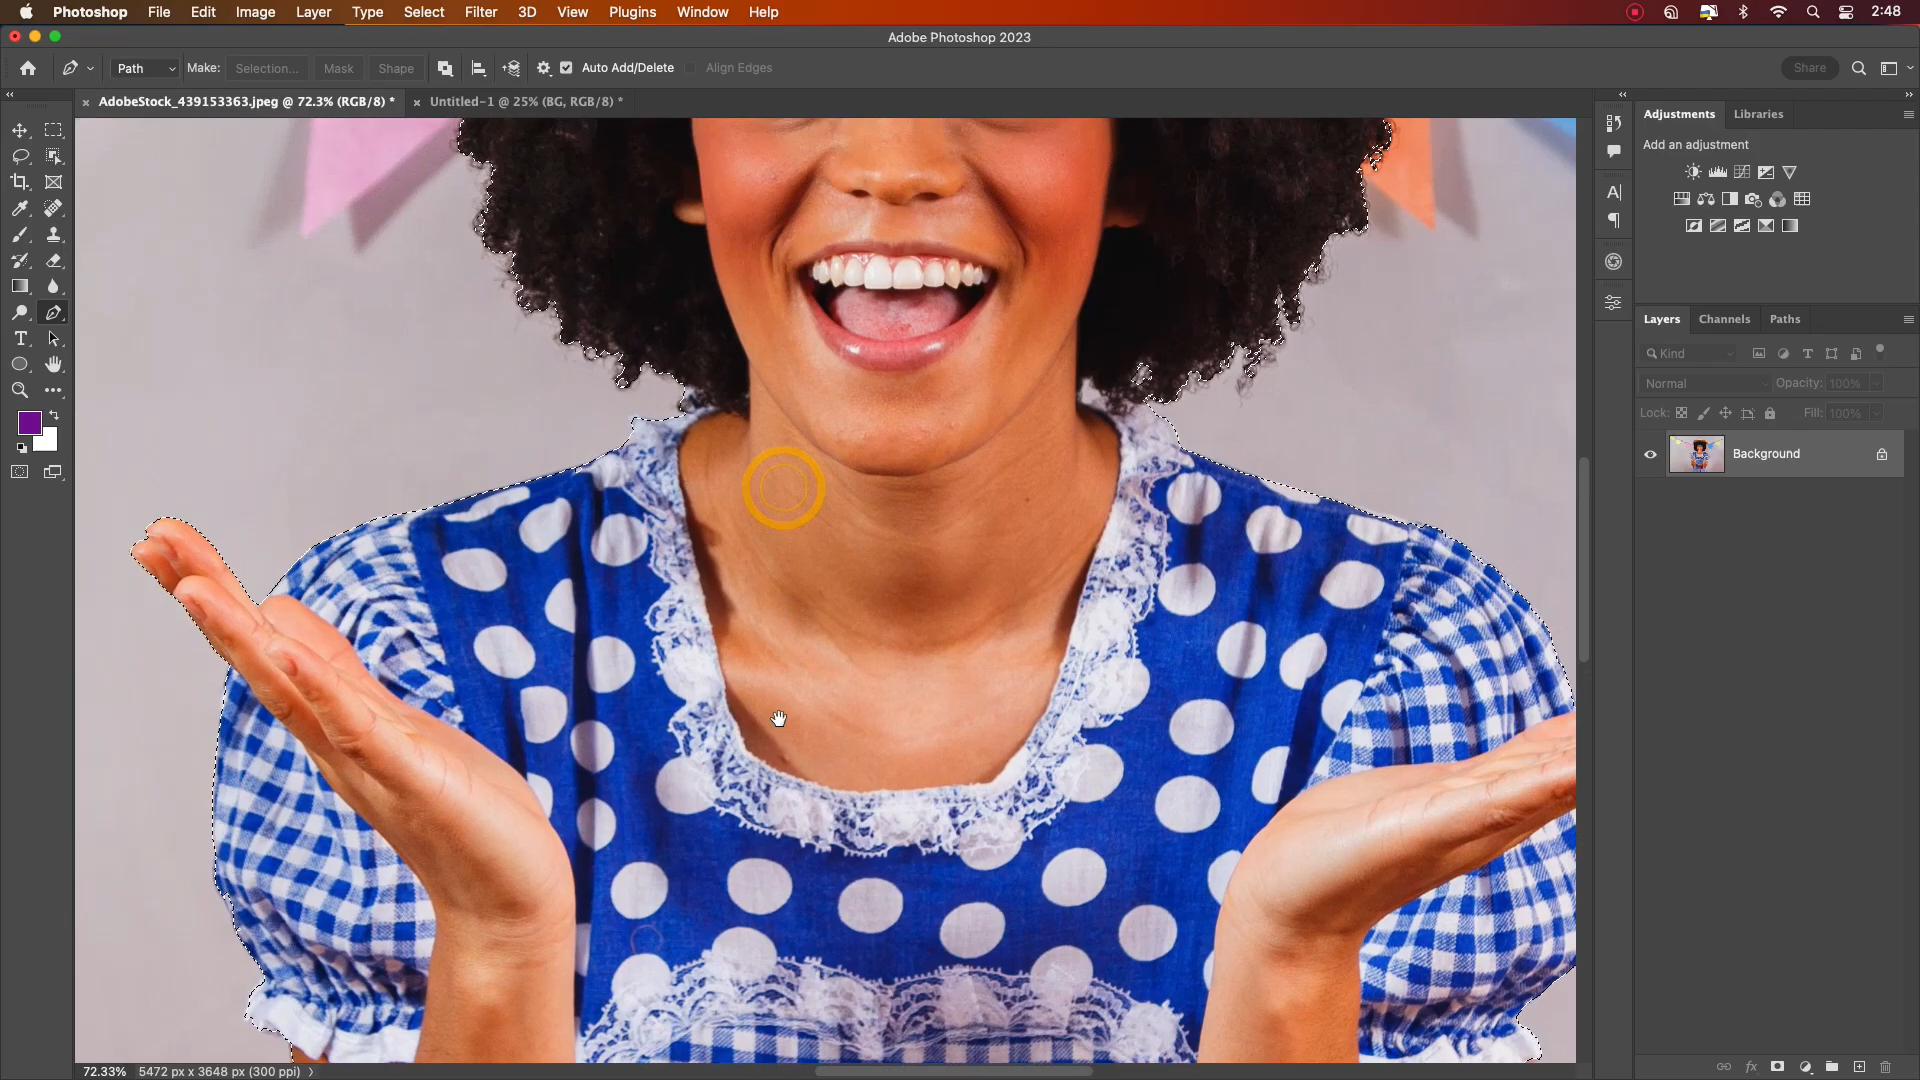 Photoshop File Edit Image Layer Type Select Filter 3D View Plugins Window Help 2:48
Adobe Photoshop 2023
Path Make: Selection... Mask Shape Auto Add/Delete Align Edges Share
AdobeStock_439153363.jpeg @ 72.3% (RGB/8) * Untitled-1 @ 25% (BG, RGB/8) *
Adjustments Libraries
Add an adjustment
Layers Channels Paths
Kind
Normal Opacity: 100%
Lock: Fill: 100%
Background
72.33% 5472 px x 3648 px (300 ppi)